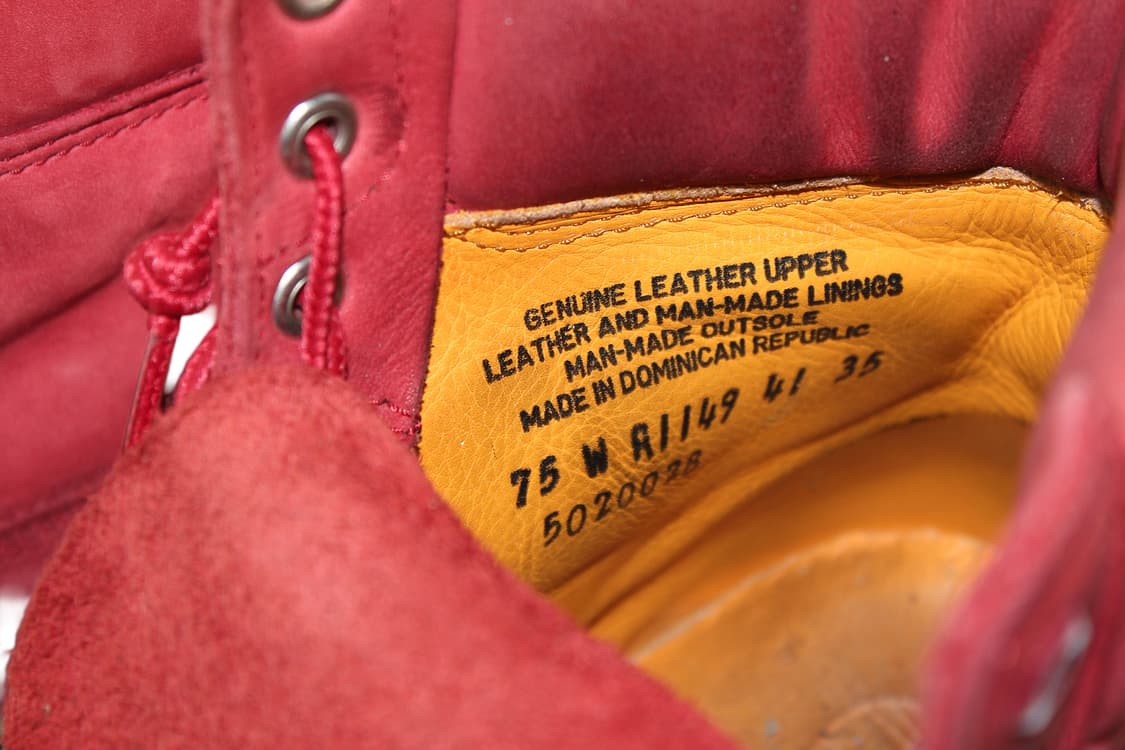 GENUINE LEATHER UPPER
LEATHER AND MAN-MADE LININGS
MAN-MADE OUTSOLE
MADE IN DOMINICAN REPUBLIC
75 W R1149 41 35
5020028